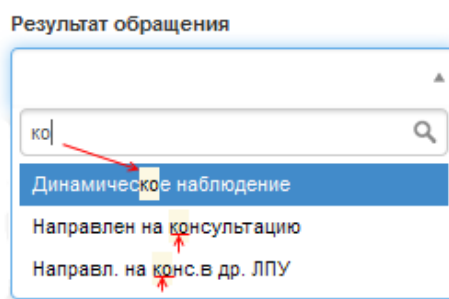 Результат обращения
ко
Динамическое наблюдение
Направлен на консультацию
Направл. на конс.в др. ЛПУ